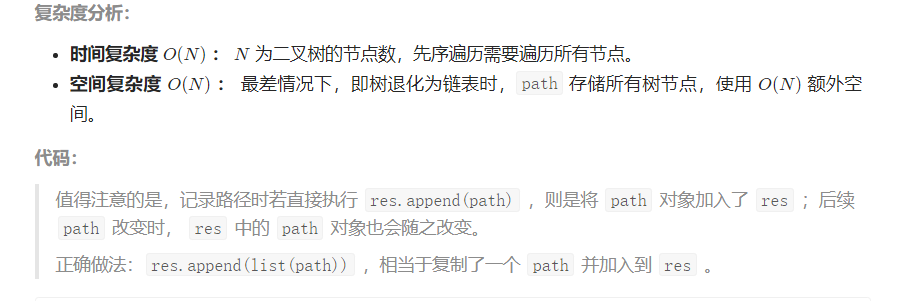 复杂度分析：
• 时间复杂度 O(N) ： N 为二叉树的节点数，先序遍历需要遍历所有节点。
• 空间复杂度 O(N) ： 最差情况下，即树退化为链表时， path 存储所有树节点，使用 O(N) 额外空
间。
代码：
值得注意的是，记录路径时若直接执行 res.append(path) ，则是将 path 对象加入了 res ；后续
path 改变时， res 中的 path 对象也会随之改变。
正确做法： res.append(list(path)) ，相当于复制了一个 path 并加入到 res 。